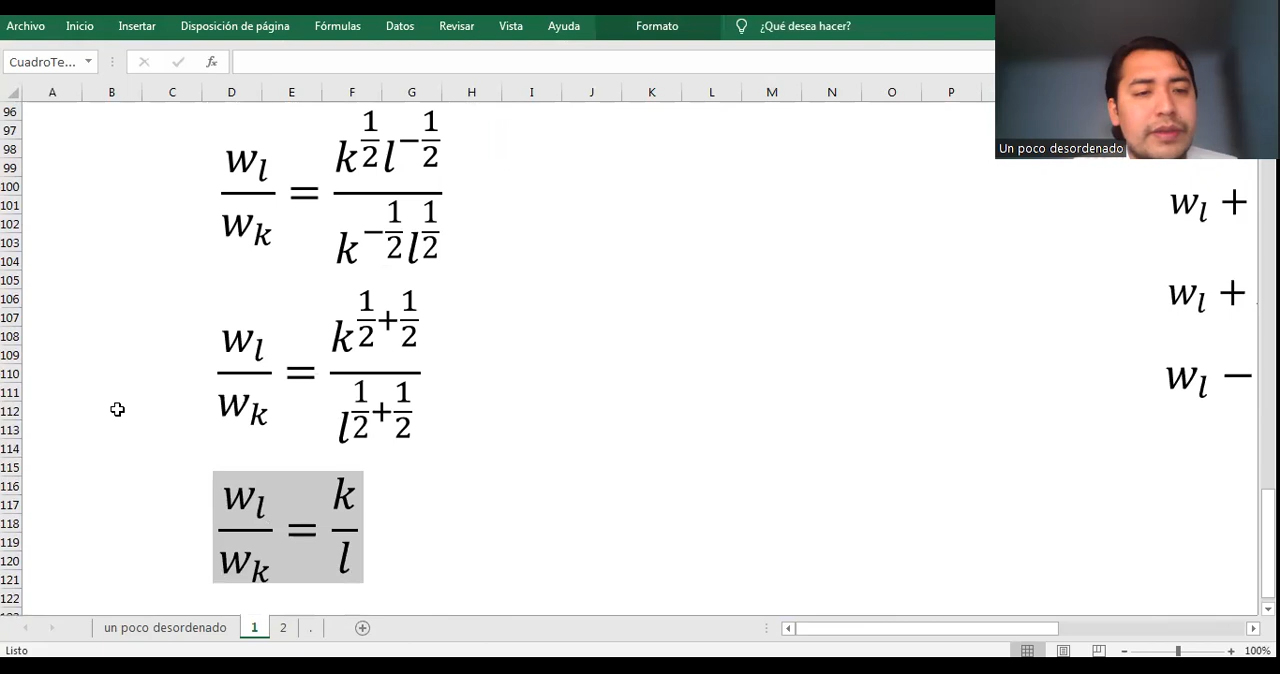 Archivo Inicio Insertar Disposición de página Fórmulas Datos Revisar Vista Ayuda Formato ¿Qué desea hacer?
CuadroTe... fx
A B C D E F G H I J K L M N O P
Un poco desordenado
96
97
98
99
100
101
102
103
104
105
106
107
108
109
110
111
112
113
114
115
116
117
118
119
120
121
122
w_l / w_k = k^{1/2} l^{-1/2} / k^{-1/2} l^{1/2}
w_l / w_k = k^{1/2+1/2} / l^{1/2+1/2}
w_l / w_k = k / l
w_l +
w_l +
w_l −
un poco desordenado 1 2 .
Listo 100%